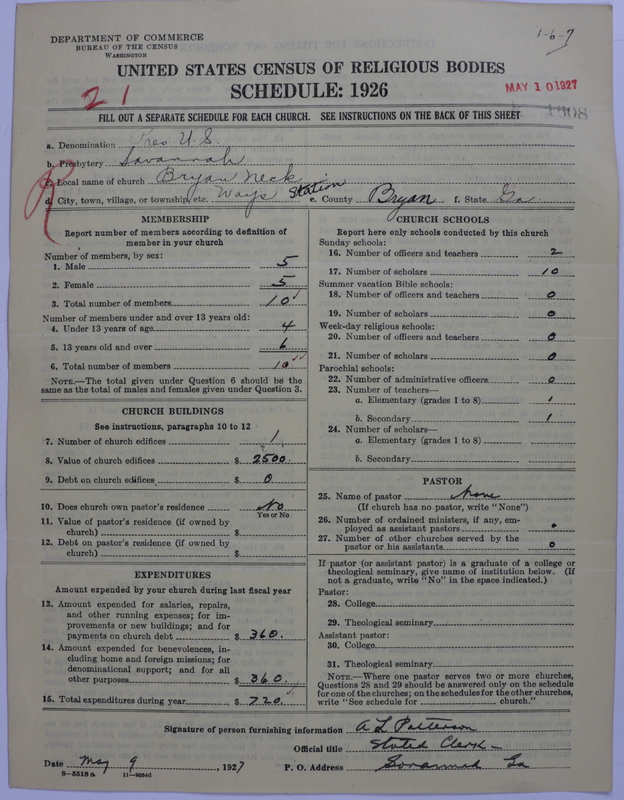 DEPARTMENT OF COMMERCE
BUREAU OF THE CENSUS
WASHINGTON
1-6-7
UNITED STATES CENSUS OF RELIGIOUS BODIES
SCHEDULE: 1926
21
MAY 10 1927
1808
FILL OUT A SEPARATE SCHEDULE FOR EACH CHURCH. SEE INSTRUCTIONS ON THE BACK OF THIS SHEET
a. Denomination Pres U.S.
b. Presbytery Savannah
c. Local name of church Bryan Neck
d. City, town, village, or township, etc. Ways Station e. County Bryan f. State Ga.
R
MEMBERSHIP
Report number of members according to definition of
member in your church
Number of members, by sex:
1. Male 5
2. Female 5
3. Total number of members 10
Number of members under and over 13 years old:
4. Under 13 years of age 4
5. 13 years old and over 6
6. Total number of members 10
NOTE.—The total given under Question 6 should be the
same as the total of males and females given under Question 3.
CHURCH BUILDINGS
See instructions, paragraphs 10 to 12
7. Number of church edifices 1
8. Value of church edifices $ 2500.
9. Debt on church edifices $ 0
10. Does church own pastor's residence No
Yes or No
11. Value of pastor's residence (if owned by
church) $
12. Debt on pastor's residence (if owned by
church) $
EXPENDITURES
Amount expended by your church during last fiscal year
13. Amount expended for salaries, repairs,
and other running expenses; for im-
provements or new buildings; and for
payments on church debt $ 360.
14. Amount expended for benevolences, in-
cluding home and foreign missions; for
denominational support; and for all
other purposes $ 360.
15. Total expenditures during year $ 720.
CHURCH SCHOOLS
Report here only schools conducted by this church
Sunday schools:
16. Number of officers and teachers 2
17. Number of scholars 10
Summer vacation Bible schools:
18. Number of officers and teachers 0
19. Number of scholars 0
Week-day religious schools:
20. Number of officers and teachers 0
21. Number of scholars 0
Parochial schools:
22. Number of administrative officers 0
23. Number of teachers—
a. Elementary (grades 1 to 8) 1
b. Secondary 1
24. Number of scholars—
a. Elementary (grades 1 to 8)
b. Secondary
PASTOR
25. Name of pastor None
(If church has no pastor, write "None")
26. Number of ordained ministers, if any, em-
ployed as assistant pastors
27. Number of other churches served by the
pastor or his assistants 0
If pastor (or assistant pastor) is a graduate of a college or
theological seminary, give name of institution below. (If
not a graduate, write "No" in the space indicated.)
Pastor:
28. College
29. Theological seminary
Assistant pastor:
30. College
31. Theological seminary
NOTE.—Where one pastor serves two or more churches,
Questions 28 and 29 should be answered only on the schedule
for one of the churches; on the schedules for the other churches,
write "See schedule for church."
Signature of person furnishing information A L Patterson
Official title Stated Clerk
Date May 9, 1927 P. O. Address Savannah Ga
8—5518 a